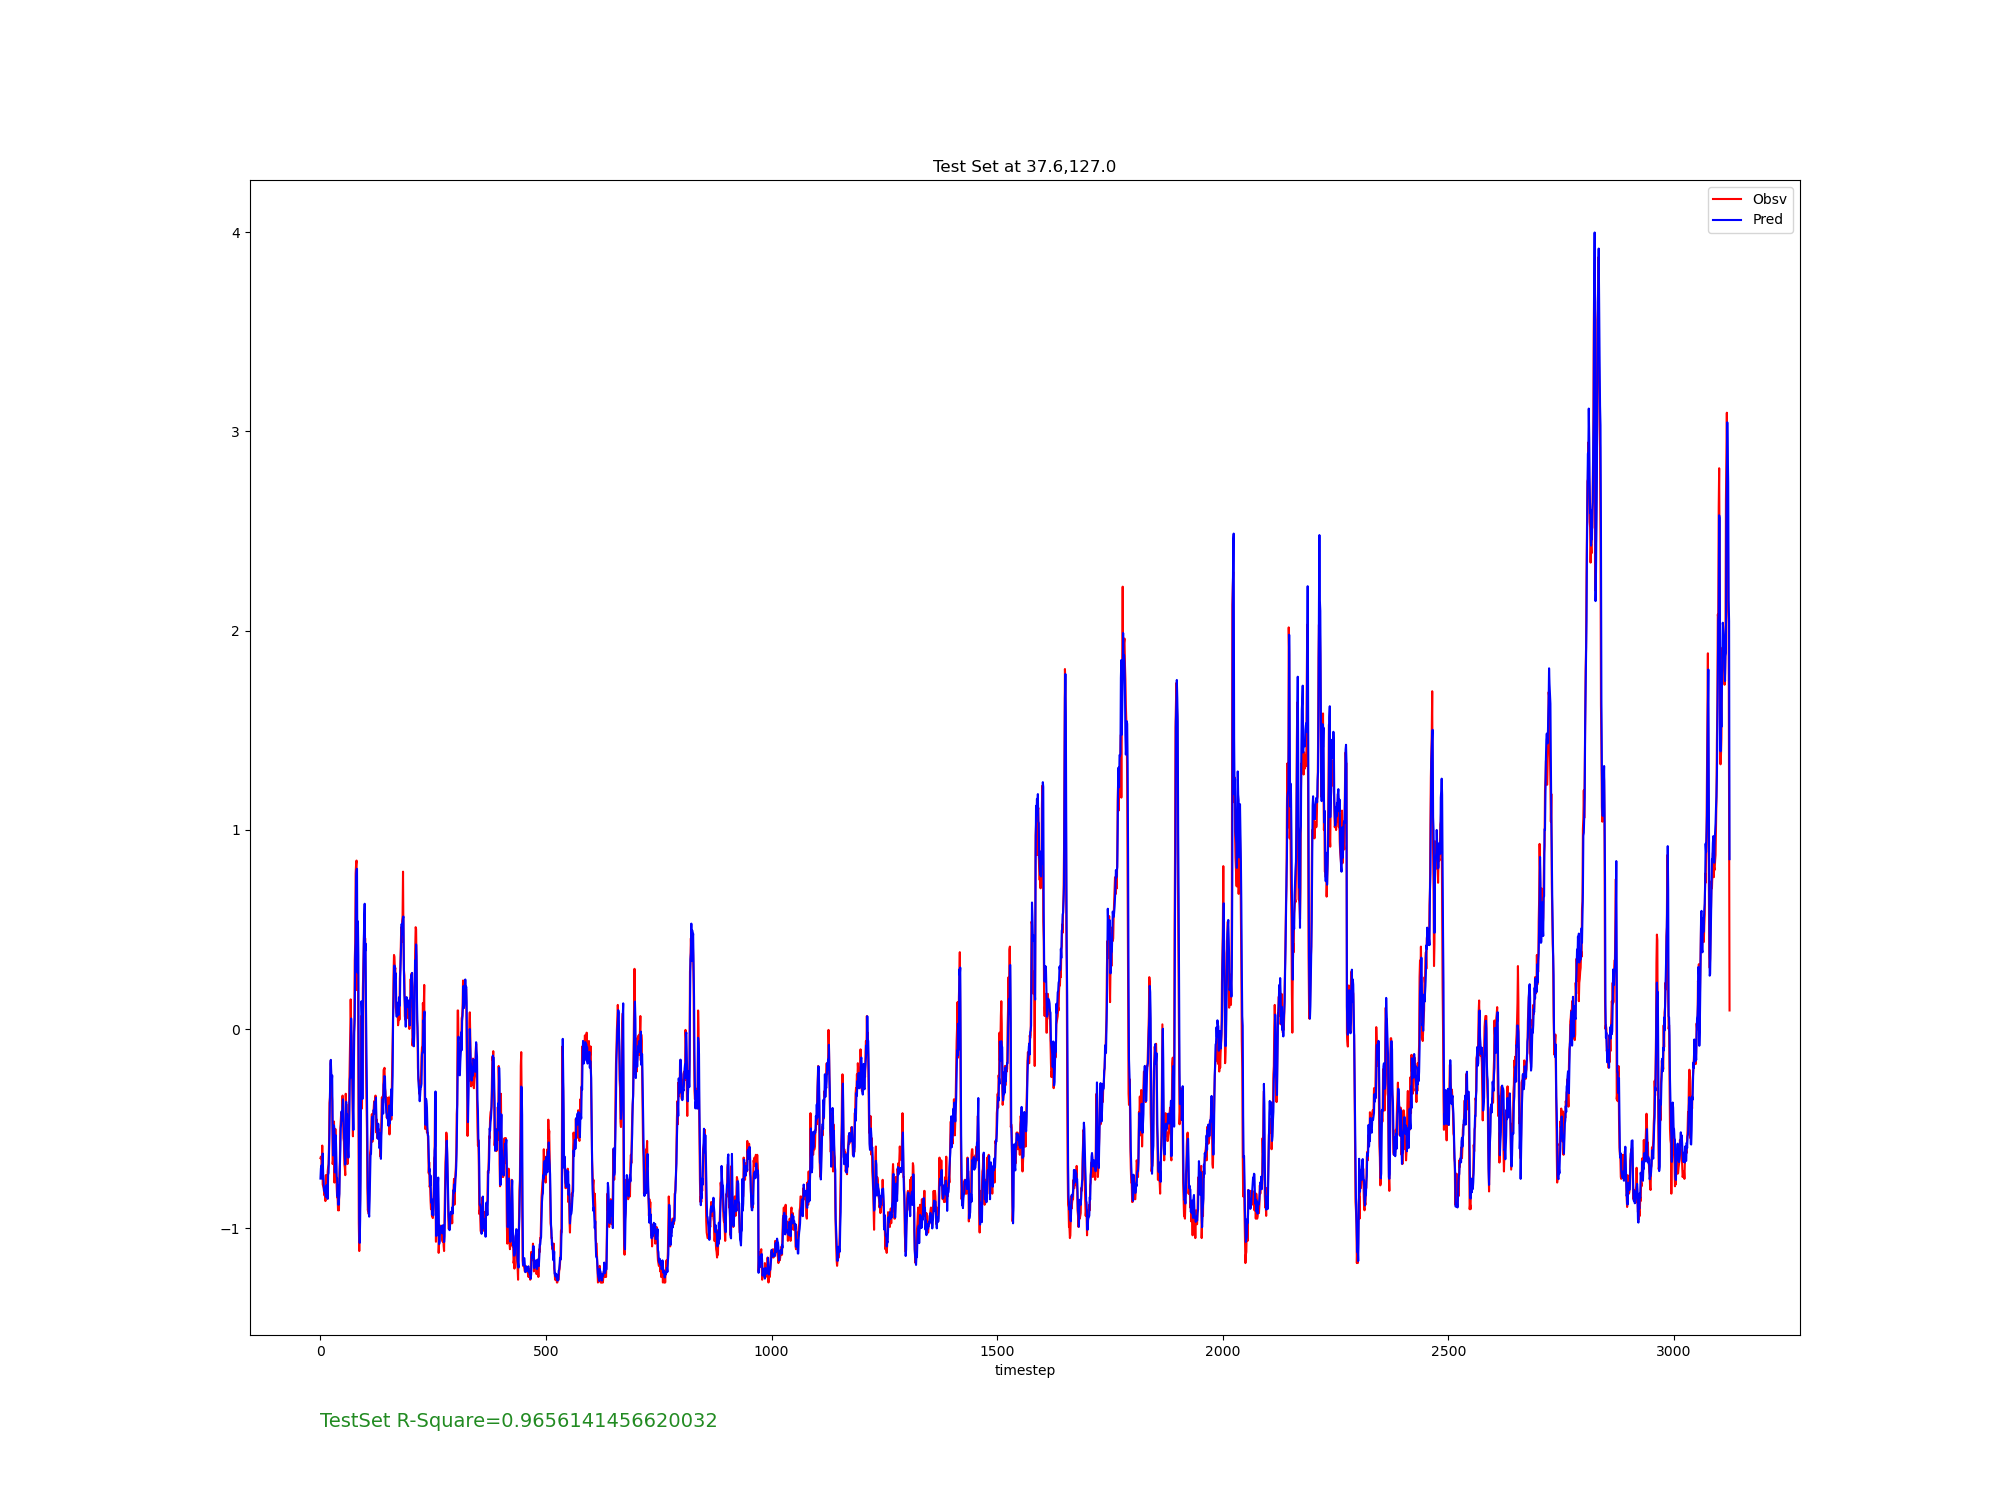 Test Set at 37.6,127.0
Obsv
Pred
4
3
2
1
0
−1
0 500 1000 1500 2000 2500 3000
timestep
TestSet R-Square=0.9656141456620032